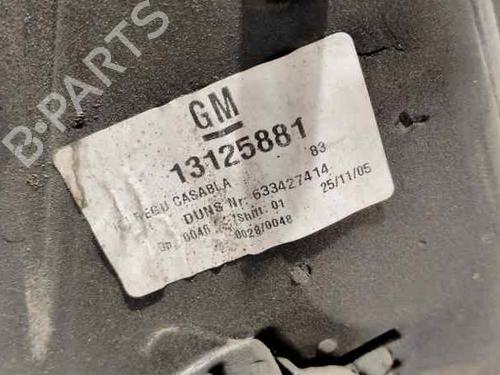 B-PARTS
GM
13125881
83
CASABLA
DUNS Nr. 633427414
25/11/05
0046 Shift 01
0028/0048